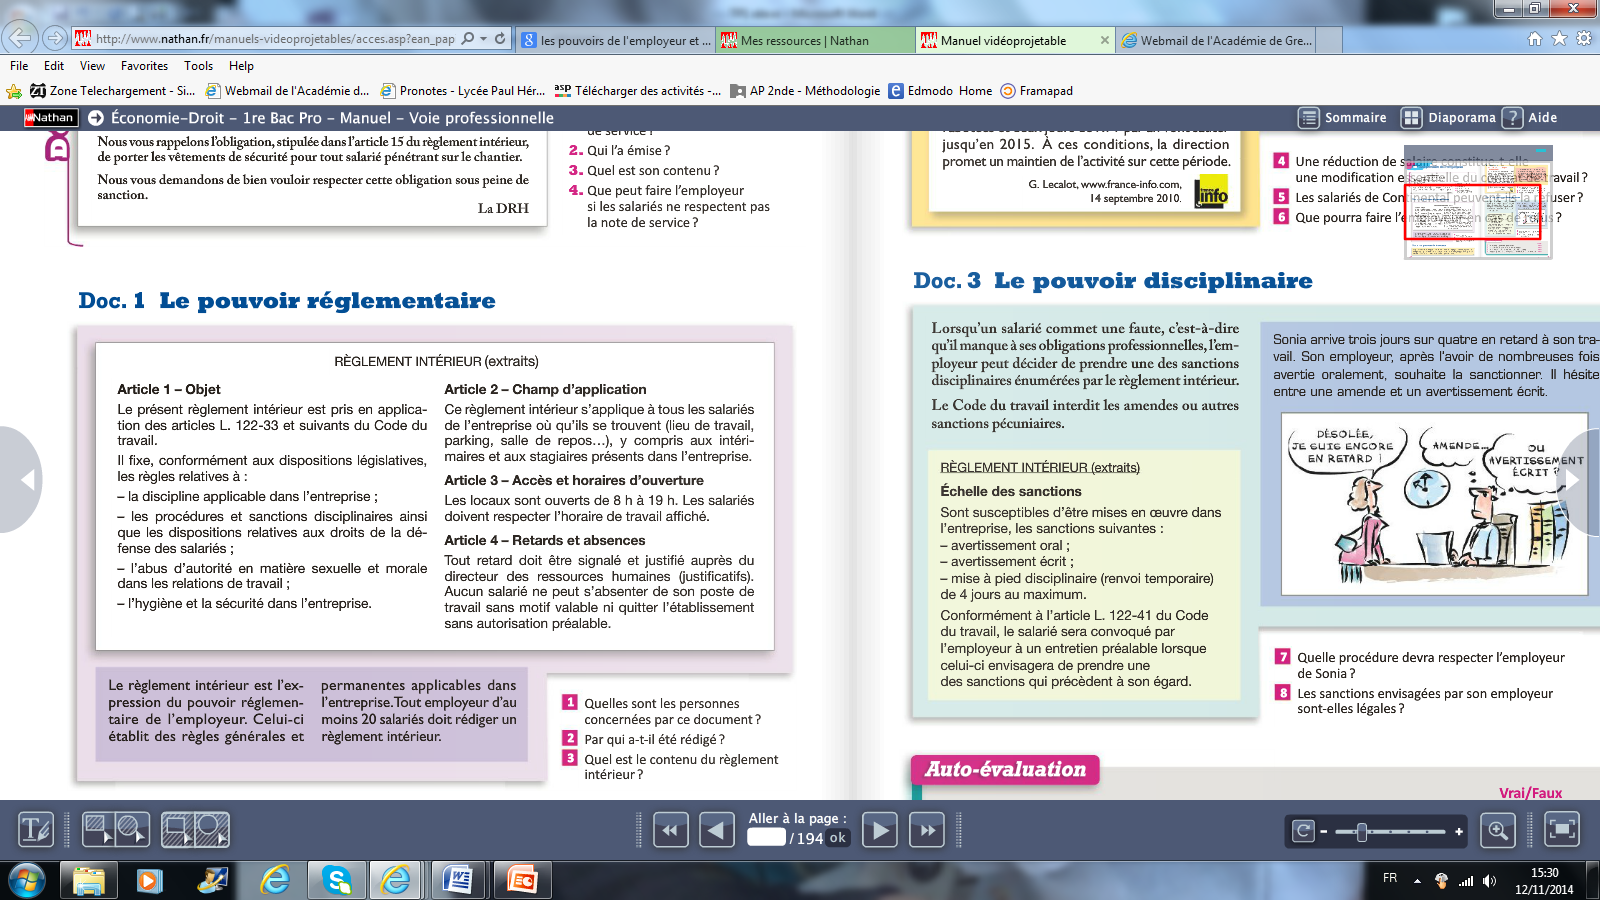 http://www.nathan.fr/manuels-videoprojetables/acces.asp?ean_pap
les pouvoirs de l'employeur et ...
Mes ressources | Nathan
Manuel vidéoprojetable
Webmail de l'Académie de Gre...
File Edit View Favorites Tools Help
Zone Telechargement - Si...
Webmail de l'Académie d...
Pronotes - Lycée Paul Hér...
asp Télécharger des activités -...
AP 2nde - Méthodologie
Edmodo Home
Framapad
Nathan Économie-Droit – 1re Bac Pro – Manuel – Voie professionnelle
Sommaire Diaporama ? Aide
Nous vous rappelons l'obligation, stipulée dans l'article 15 du règlement intérieur,
de porter les vêtements de sécurité pour tout salarié pénétrant sur le chantier.
Nous vous demandons de bien vouloir respecter cette obligation sous peine de
sanction.
La DRH
de service ?
2. Qui l'a émise ?
3. Quel est son contenu ?
4. Que peut faire l'employeur
si les salariés ne respectent pas
la note de service ?
Doc. 1 Le pouvoir réglementaire
RÈGLEMENT INTÉRIEUR (extraits)
Article 1 – Objet
Le présent règlement intérieur est pris en applica-
tion des articles L. 122-33 et suivants du Code du
travail.
Il fixe, conformément aux dispositions législatives,
les règles relatives à :
– la discipline applicable dans l'entreprise ;
– les procédures et sanctions disciplinaires ainsi
que les dispositions relatives aux droits de la dé-
fense des salariés ;
– l'abus d'autorité en matière sexuelle et morale
dans les relations de travail ;
– l'hygiène et la sécurité dans l'entreprise.
Article 2 – Champ d'application
Ce règlement intérieur s'applique à tous les salariés
de l'entreprise où qu'ils se trouvent (lieu de travail,
parking, salle de repos...), y compris aux intéri-
maires et aux stagiaires présents dans l'entreprise.
Article 3 – Accès et horaires d'ouverture
Les locaux sont ouverts de 8 h à 19 h. Les salariés
doivent respecter l'horaire de travail affiché.
Article 4 – Retards et absences
Tout retard doit être signalé et justifié auprès du
directeur des ressources humaines (justificatifs).
Aucun salarié ne peut s'absenter de son poste de
travail sans motif valable ni quitter l'établissement
sans autorisation préalable.
Le règlement intérieur est l'ex-
pression du pouvoir réglemen-
taire de l'employeur. Celui-ci
établit des règles générales et
permanentes applicables dans
l'entreprise. Tout employeur d'au
moins 20 salariés doit rédiger un
règlement intérieur.
1 Quelles sont les personnes
concernées par ce document ?
2 Par qui a-t-il été rédigé ?
3 Quel est le contenu du règlement
intérieur ?
jusqu'en 2015. À ces conditions, la direction
promet un maintien de l'activité sur cette période.
G. Lecalot, www.france-info.com,
14 septembre 2010.
info
4 Une réduction de salaire constitue-t-elle
une modification essentielle du contrat de travail ?
5 Les salariés de Continental peuvent-ils la refuser ?
6 Que pourra faire l'employeur en cas de refus ?
Doc. 3 Le pouvoir disciplinaire
Lorsqu'un salarié commet une faute, c'est-à-dire
qu'il manque à ses obligations professionnelles, l'em-
ployeur peut décider de prendre une des sanctions
disciplinaires énumérées par le règlement intérieur.
Le Code du travail interdit les amendes ou autres
sanctions pécuniaires.
RÈGLEMENT INTÉRIEUR (extraits)
Échelle des sanctions
Sont susceptibles d'être mises en œuvre dans
l'entreprise, les sanctions suivantes :
– avertissement oral ;
– avertissement écrit ;
– mise à pied disciplinaire (renvoi temporaire)
de 4 jours au maximum.
Conformément à l'article L. 122-41 du Code
du travail, le salarié sera convoqué par
l'employeur à un entretien préalable lorsque
celui-ci envisagera de prendre une
des sanctions qui précèdent à son égard.
Sonia arrive trois jours sur quatre en retard à son tra-
vail. Son employeur, après l'avoir de nombreuses fois
avertie oralement, souhaite la sanctionner. Il hésite
entre une amende et un avertissement écrit.
DÉSOLÉE,
JE SUIS ENCORE
EN RETARD !
AMENDE...
OU
AVERTISSEMENT
ÉCRIT ?
7 Quelle procédure devra respecter l'employeur
de Sonia ?
8 Les sanctions envisagées par son employeur
sont-elles légales ?
Auto-évaluation
Vrai/Faux
Aller à la page :
/ 194 ok
FR
15:30
12/11/2014